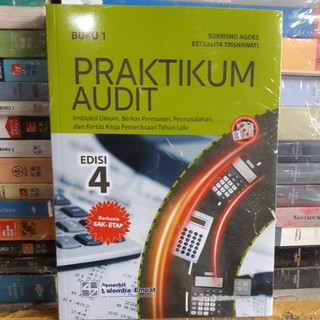 BUKU 1
SUKRISNO AGOES
ESTRALITA TRISNAWATI
PRAKTIKUM
AUDIT
Instruksi Umum, Berkas Permanen, Permasalahan,
dan Kertas Kerja Pemeriksaan Tahun Lalu
EDISI
4
Berbasis
SAK-ETAP
Penerbit
Salemba Empat
SANTROCK